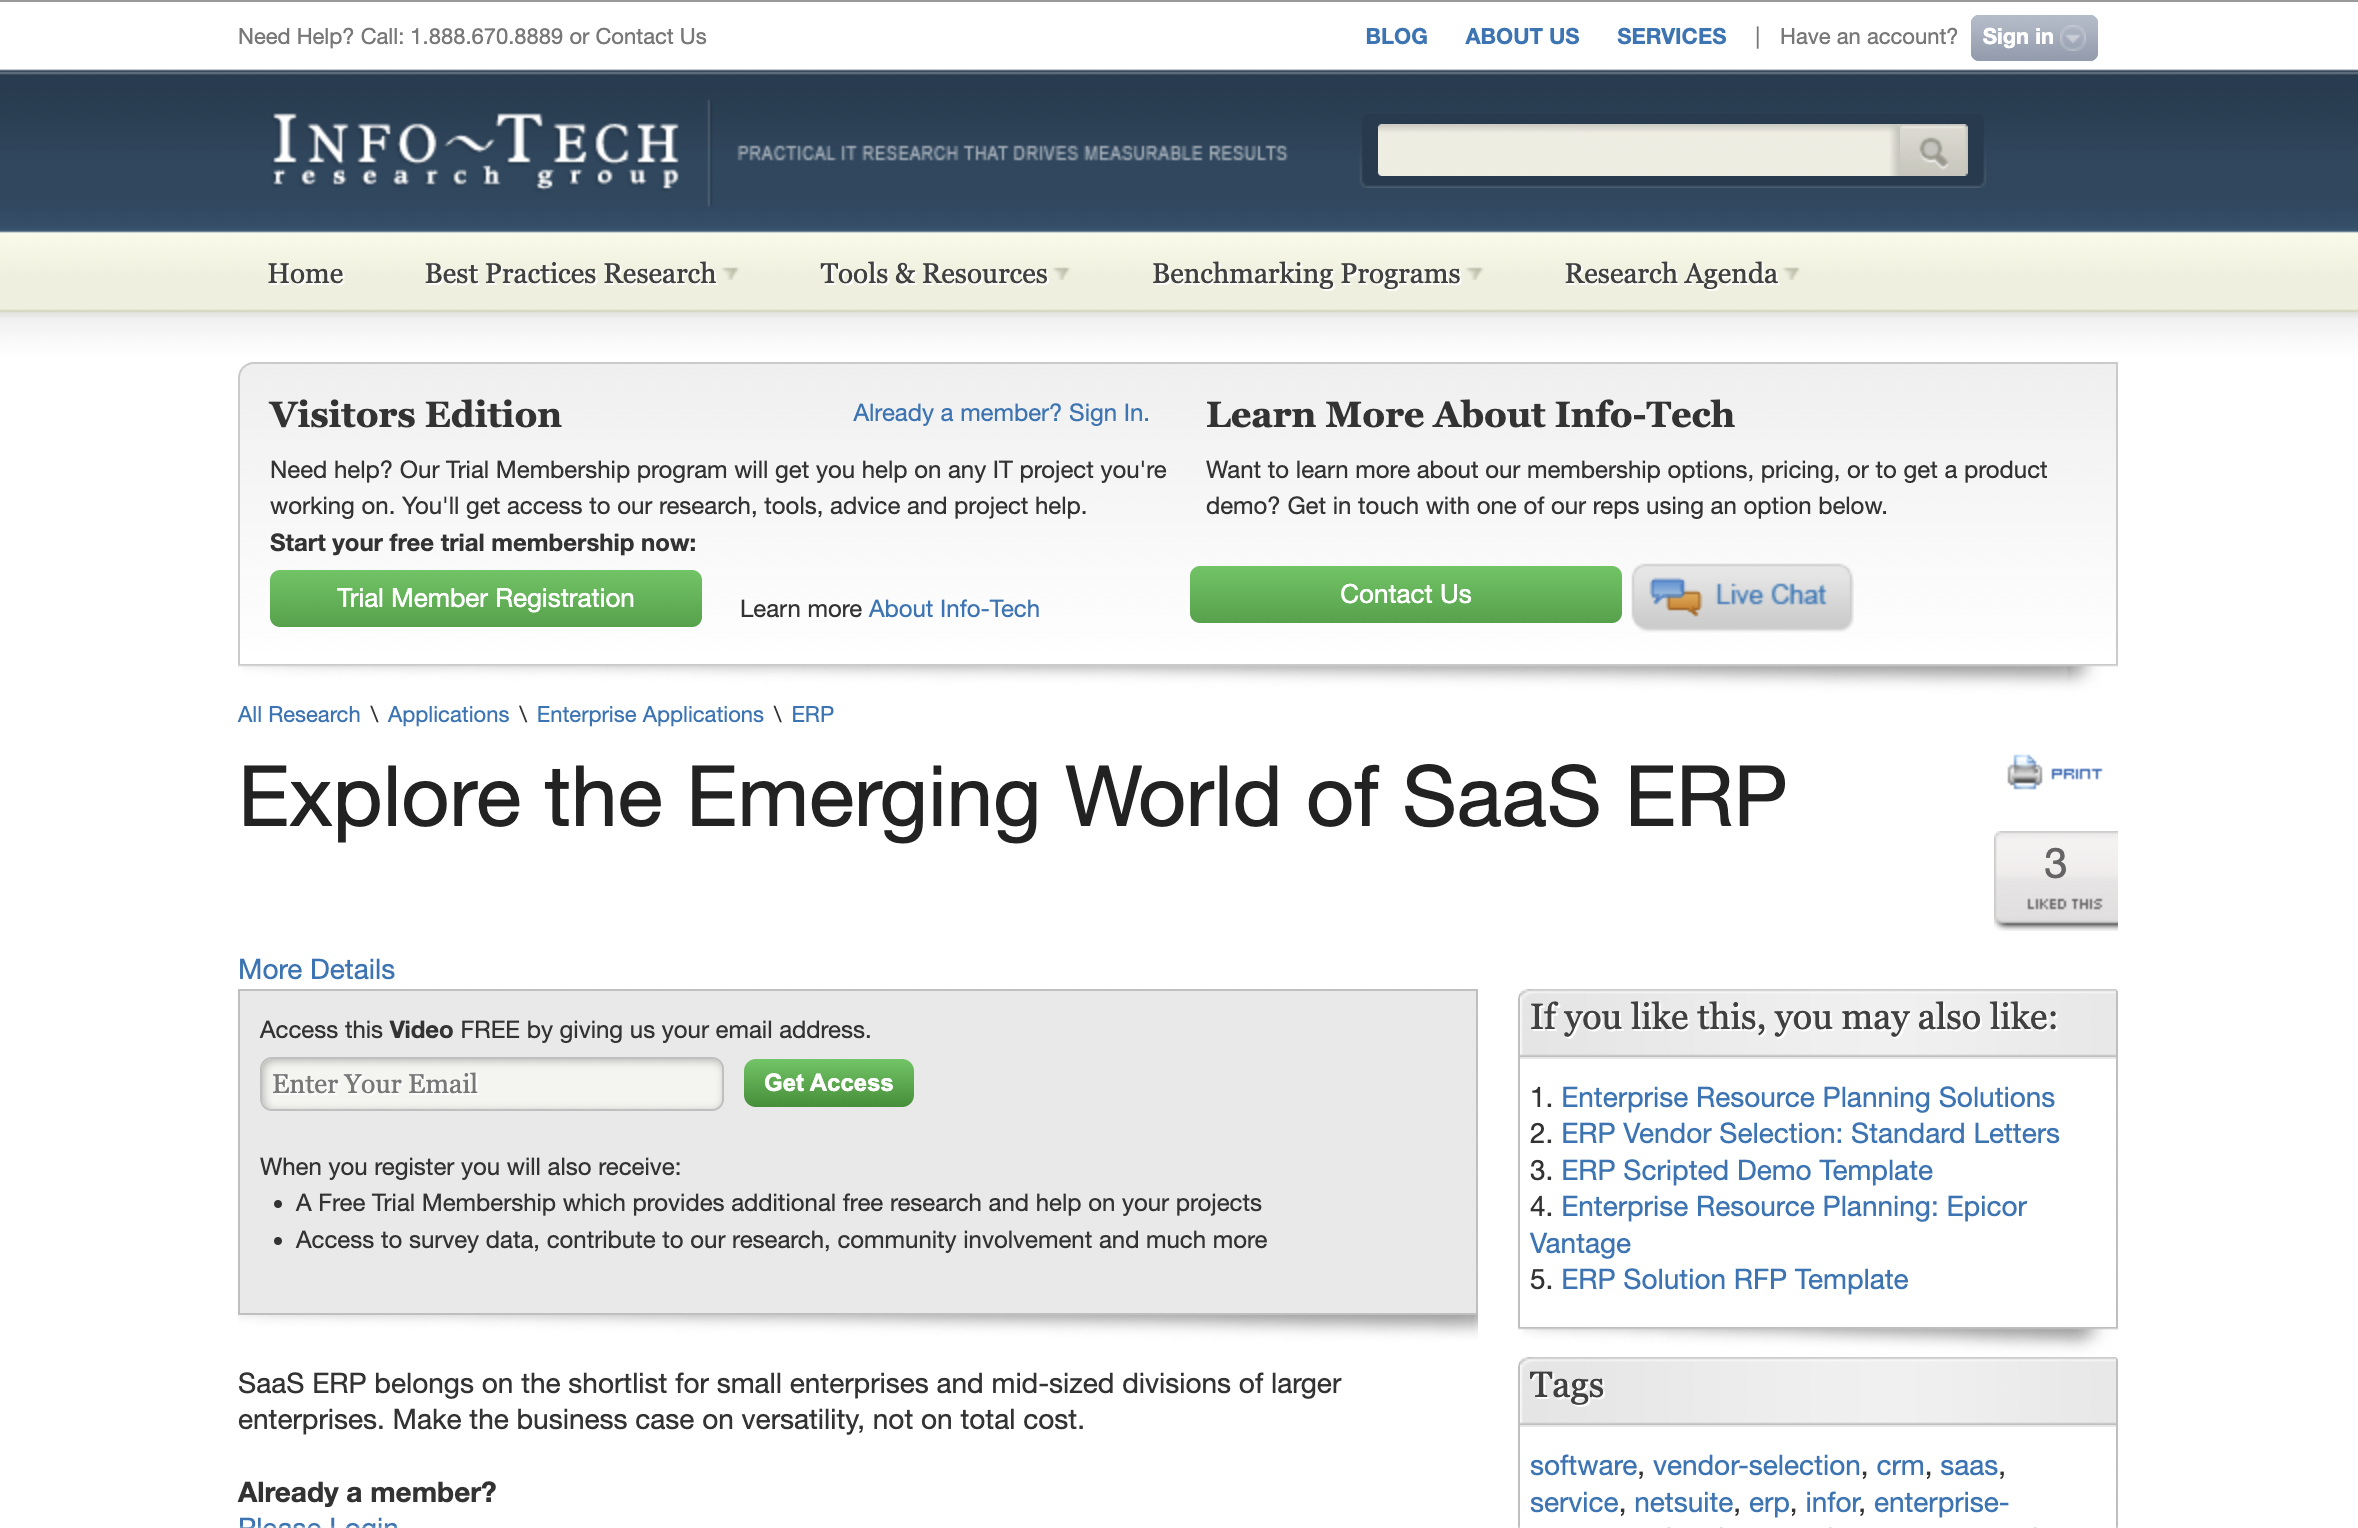 Need Help? Call: 1.888.670.8889 or Contact Us
BLOG ABOUT US SERVICES | Have an account? Sign in
INFO~TECH
research group
PRACTICAL IT RESEARCH THAT DRIVES MEASURABLE RESULTS
Home Best Practices Research Tools & Resources Benchmarking Programs Research Agenda
Visitors Edition
Already a member? Sign In.
Need help? Our Trial Membership program will get you help on any IT project you're
working on. You'll get access to our research, tools, advice and project help.
Start your free trial membership now:
Trial Member Registration
Learn more About Info-Tech
Learn More About Info-Tech
Want to learn more about our membership options, pricing, or to get a product
demo? Get in touch with one of our reps using an option below.
Contact Us
Live Chat
All Research \ Applications \ Enterprise Applications \ ERP
Explore the Emerging World of SaaS ERP
PRINT
3
LIKED THIS
More Details
Access this Video FREE by giving us your email address.
Enter Your Email
Get Access
When you register you will also receive:
• A Free Trial Membership which provides additional free research and help on your projects
• Access to survey data, contribute to our research, community involvement and much more
SaaS ERP belongs on the shortlist for small enterprises and mid-sized divisions of larger
enterprises. Make the business case on versatility, not on total cost.
Already a member?
Please Login
If you like this, you may also like:
1. Enterprise Resource Planning Solutions
2. ERP Vendor Selection: Standard Letters
3. ERP Scripted Demo Template
4. Enterprise Resource Planning: Epicor
Vantage
5. ERP Solution RFP Template
Tags
software, vendor-selection, crm, saas,
service, netsuite, erp, infor, enterprise-